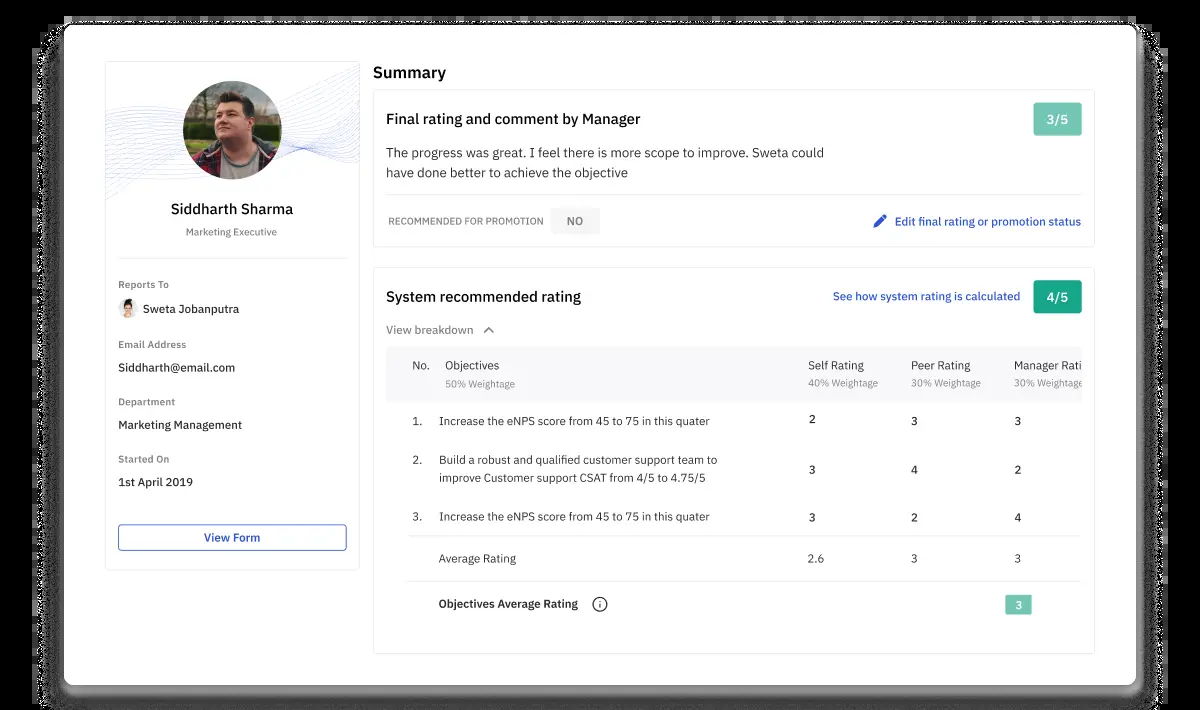 Siddharth Sharma
Marketing Executive
Reports To
Sweta Jobanputra
Email Address
Siddharth@email.com
Department
Marketing Management
Started On
1st April 2019
View Form
Summary
Final rating and comment by Manager
3/5
The progress was great. I feel there is more scope to improve. Sweta could
have done better to achieve the objective
RECOMMENDED FOR PROMOTION NO
Edit final rating or promotion status
System recommended rating
See how system rating is calculated
4/5
View breakdown
No. Objectives Self Rating Peer Rating Manager Rati
50% Weightage 40% Weightage 30% Weightage 30% Weightage
1. Increase the eNPS score from 45 to 75 in this quater 2 3 3
2. Build a robust and qualified customer support team to
improve Customer support CSAT from 4/5 to 4.75/5 3 4 2
3. Increase the eNPS score from 45 to 75 in this quater 3 2 4
Average Rating 2.6 3 3
Objectives Average Rating 3